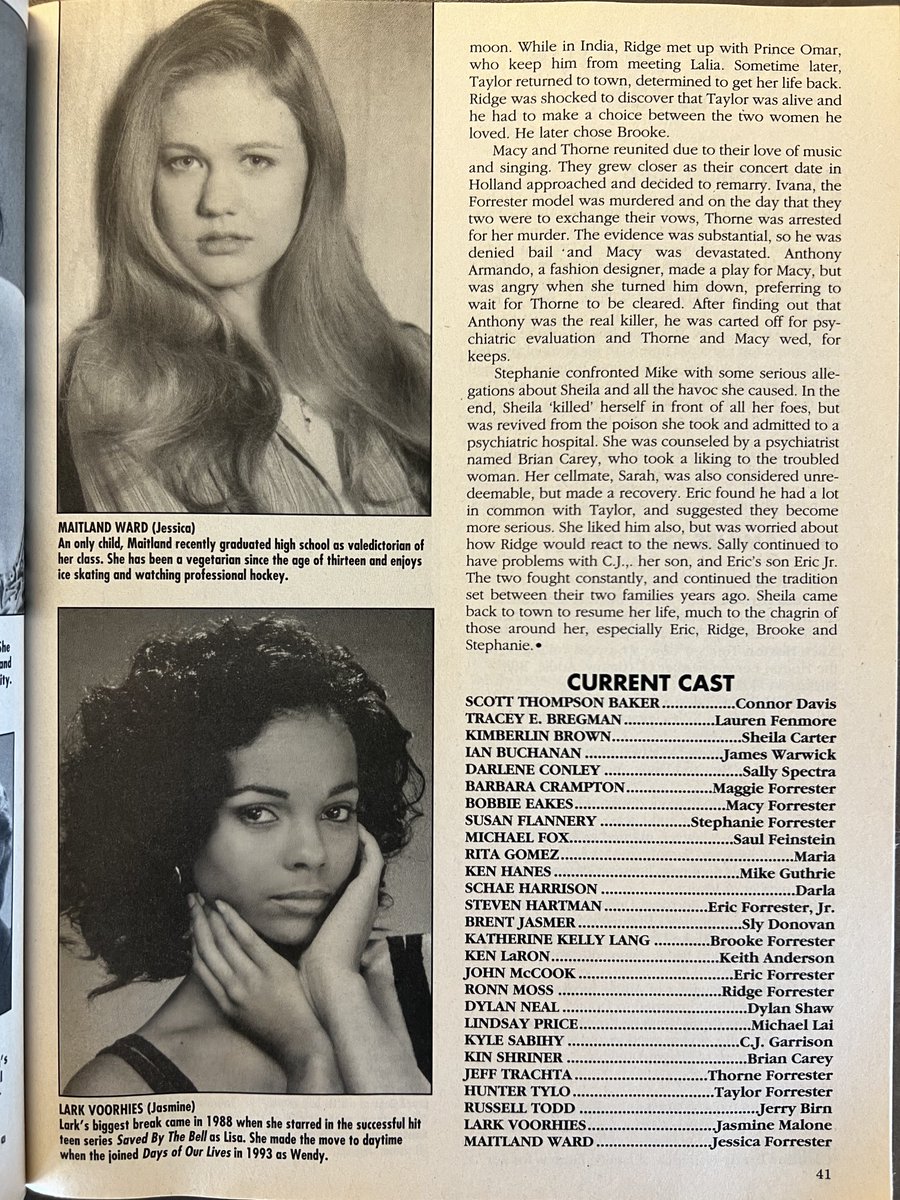 she
and
ity.
's
l
a
MAITLAND WARD (Jessica)
An only child, Maitland recently graduated high school as valedictorian of
her class. She has been a vegetarian since the age of thirteen and enjoys
ice skating and watching professional hockey.
LARK VOORHIES (Jasmine)
Lark's biggest break came in 1988 when she starred in the successful hit
teen series Saved By The Bell as Lisa. She made the move to daytime
when the joined Days of Our Lives in 1993 as Wendy.
moon. While in India, Ridge met up with Prince Omar,
who keep him from meeting Lalia. Sometime later,
Taylor returned to town, determined to get her life back.
Ridge was shocked to discover that Taylor was alive and
he had to make a choice between the two women he
loved. He later chose Brooke.
Macy and Thorne reunited due to their love of music
and singing. They grew closer as their concert date in
Holland approached and decided to remarry. Ivana, the
Forrester model was murdered and on the day that they
two were to exchange their vows, Thorne was arrested
for her murder. The evidence was substantial, so he was
denied bail and Macy was devastated. Anthony
Armando, a fashion designer, made a play for Macy, but
was angry when she turned him down, preferring to
wait for Thorne to be cleared. After finding out that
Anthony was the real killer, he was carted off for psy-
chiatric evaluation and Thorne and Macy wed, for
keeps.
Stephanie confronted Mike with some serious alle-
gations about Sheila and all the havoc she caused. In the
end, Sheila 'killed' herself in front of all her foes, but
was revived from the poison she took and admitted to a
psychiatric hospital. She was counseled by a psychiatrist
named Brian Carey, who took a liking to the troubled
woman. Her cellmate, Sarah, was also considered unre-
deemable, but made a recovery. Eric found he had a lot
in common with Taylor, and suggested they become
more serious. She liked him also, but was worried about
how Ridge would react to the news. Sally continued to
have problems with C.J.,. her son, and Eric's son Eric Jr.
The two fought constantly, and continued the tradition
set between their two families years ago. Sheila came
back to town to resume her life, much to the chagrin of
those around her, especially Eric, Ridge, Brooke and
Stephanie.•
CURRENT CAST
SCOTT THOMPSON BAKER.................Connor Davis
TRACEY E. BREGMAN.....................Lauren Fenmore
KIMBERLIN BROWN..............................Sheila Carter
IAN BUCHANAN ................................James Warwick
DARLENE CONLEY ................................Sally Spectra
BARBARA CRAMPTON....................Maggie Forrester
BOBBIE EAKES..................................Macy Forrester
SUSAN FLANNERY .....................Stephanie Forrester
MICHAEL FOX......................................Saul Feinstein
RITA GOMEZ......................................................Maria
KEN HANES...........................................Mike Guthrie
SCHAE HARRISON .............................................Darla
STEVEN HARTMAN ........................Eric Forrester, Jr.
BRENT JASMER.....................................Sly Donovan
KATHERINE KELLY LANG .............Brooke Forrester
KEN LaRON.......................................Keith Anderson
JOHN McCOOK ....................................Eric Forrester
RONN MOSS ......................................Ridge Forrester
DYLAN NEAL ...........................................Dylan Shaw
LINDSAY PRICE........................................Michael Lai
KYLE SABIHY ........................................C.J. Garrison
KIN SHRINER ..........................................Brian Carey
JEFF TRACHTA ................................Thorne Forrester
HUNTER TYLO .................................Taylor Forrester
RUSSELL TODD .........................................Jerry Birn
LARK VOORHIES...............................Jasmine Malone
MAITLAND WARD.............................Jessica Forrester
41